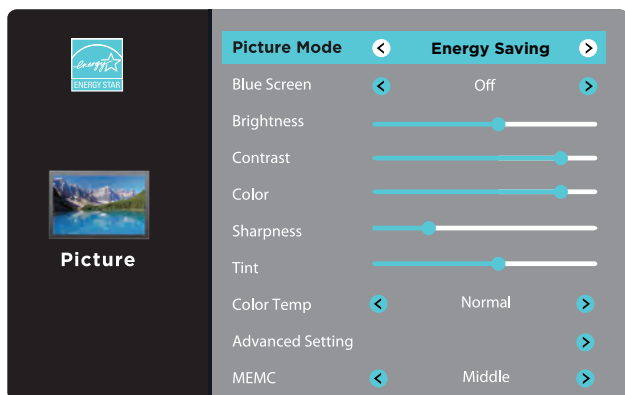 energy
ENERGY STAR
Picture
Picture Mode Energy Saving
Blue Screen Off
Brightness
Contrast
Color
Sharpness
Tint
Color Temp Normal
Advanced Setting
MEMC Middle